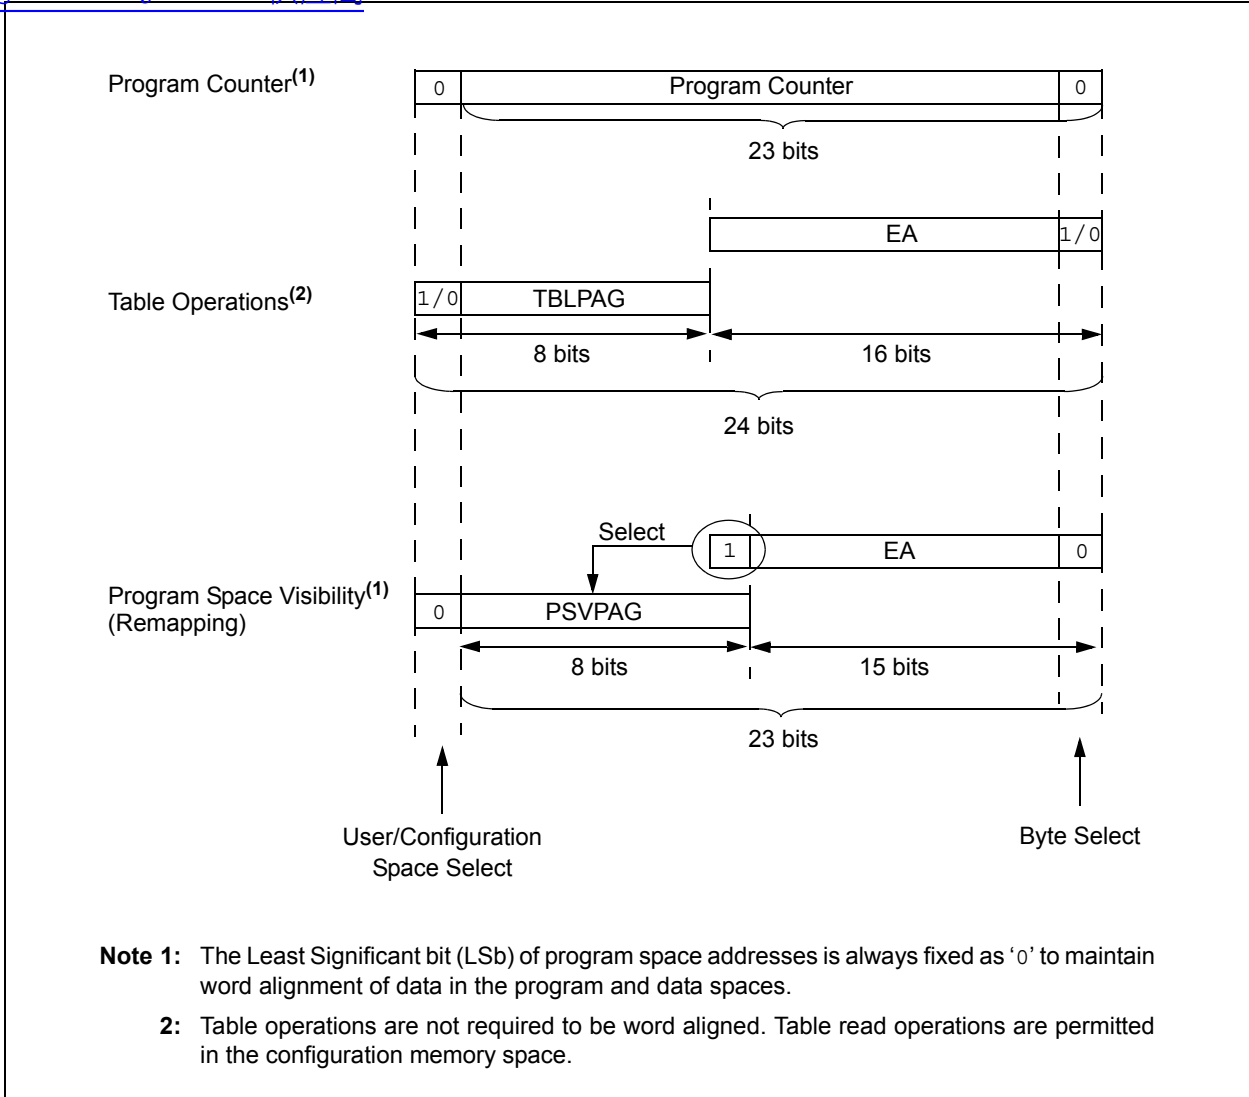 Program Counter(1)
0 Program Counter 0
23 bits
EA 1/0
Table Operations(2)
1/0 TBLPAG
8 bits 16 bits
24 bits
Select
1 EA 0
Program Space Visibility(1)
(Remapping)
0 PSVPAG
8 bits 15 bits
23 bits
User/Configuration
Space Select
Byte Select
Note 1: The Least Significant bit (LSb) of program space addresses is always fixed as ‘0’ to maintain
word alignment of data in the program and data spaces.
2: Table operations are not required to be word aligned. Table read operations are permitted
in the configuration memory space.